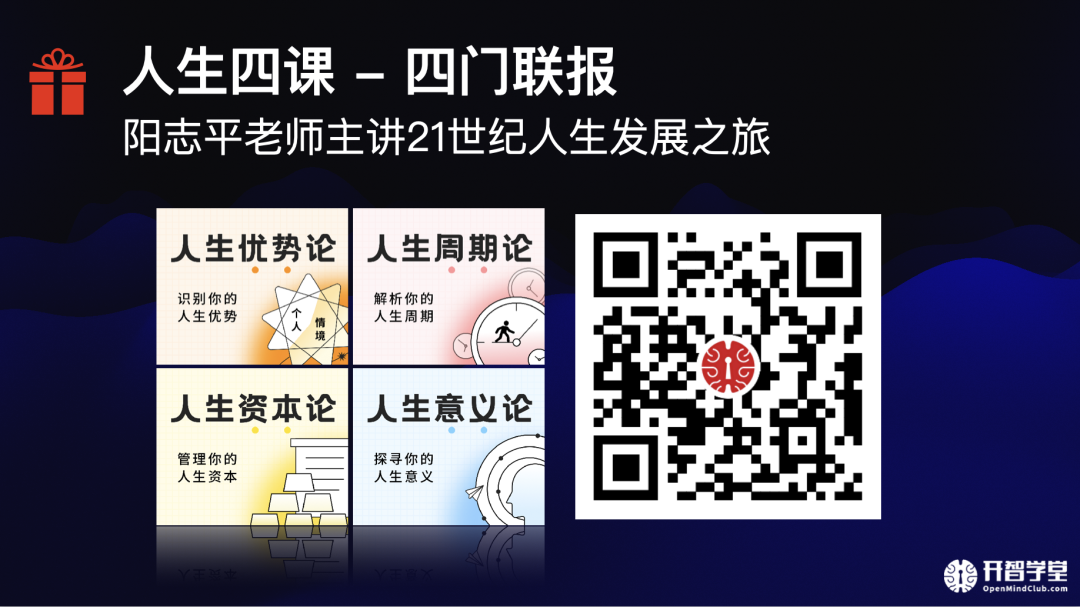 人生四课 – 四门联报
阳志平老师主讲21世纪人生发展之旅
人生优势论
识别你的
人生优势
个人
情境
人生周期论
解析你的
人生周期
人生资本论
管理你的
人生资本
人生意义论
探寻你的
人生意义
开智学堂
OpenMindClub.com